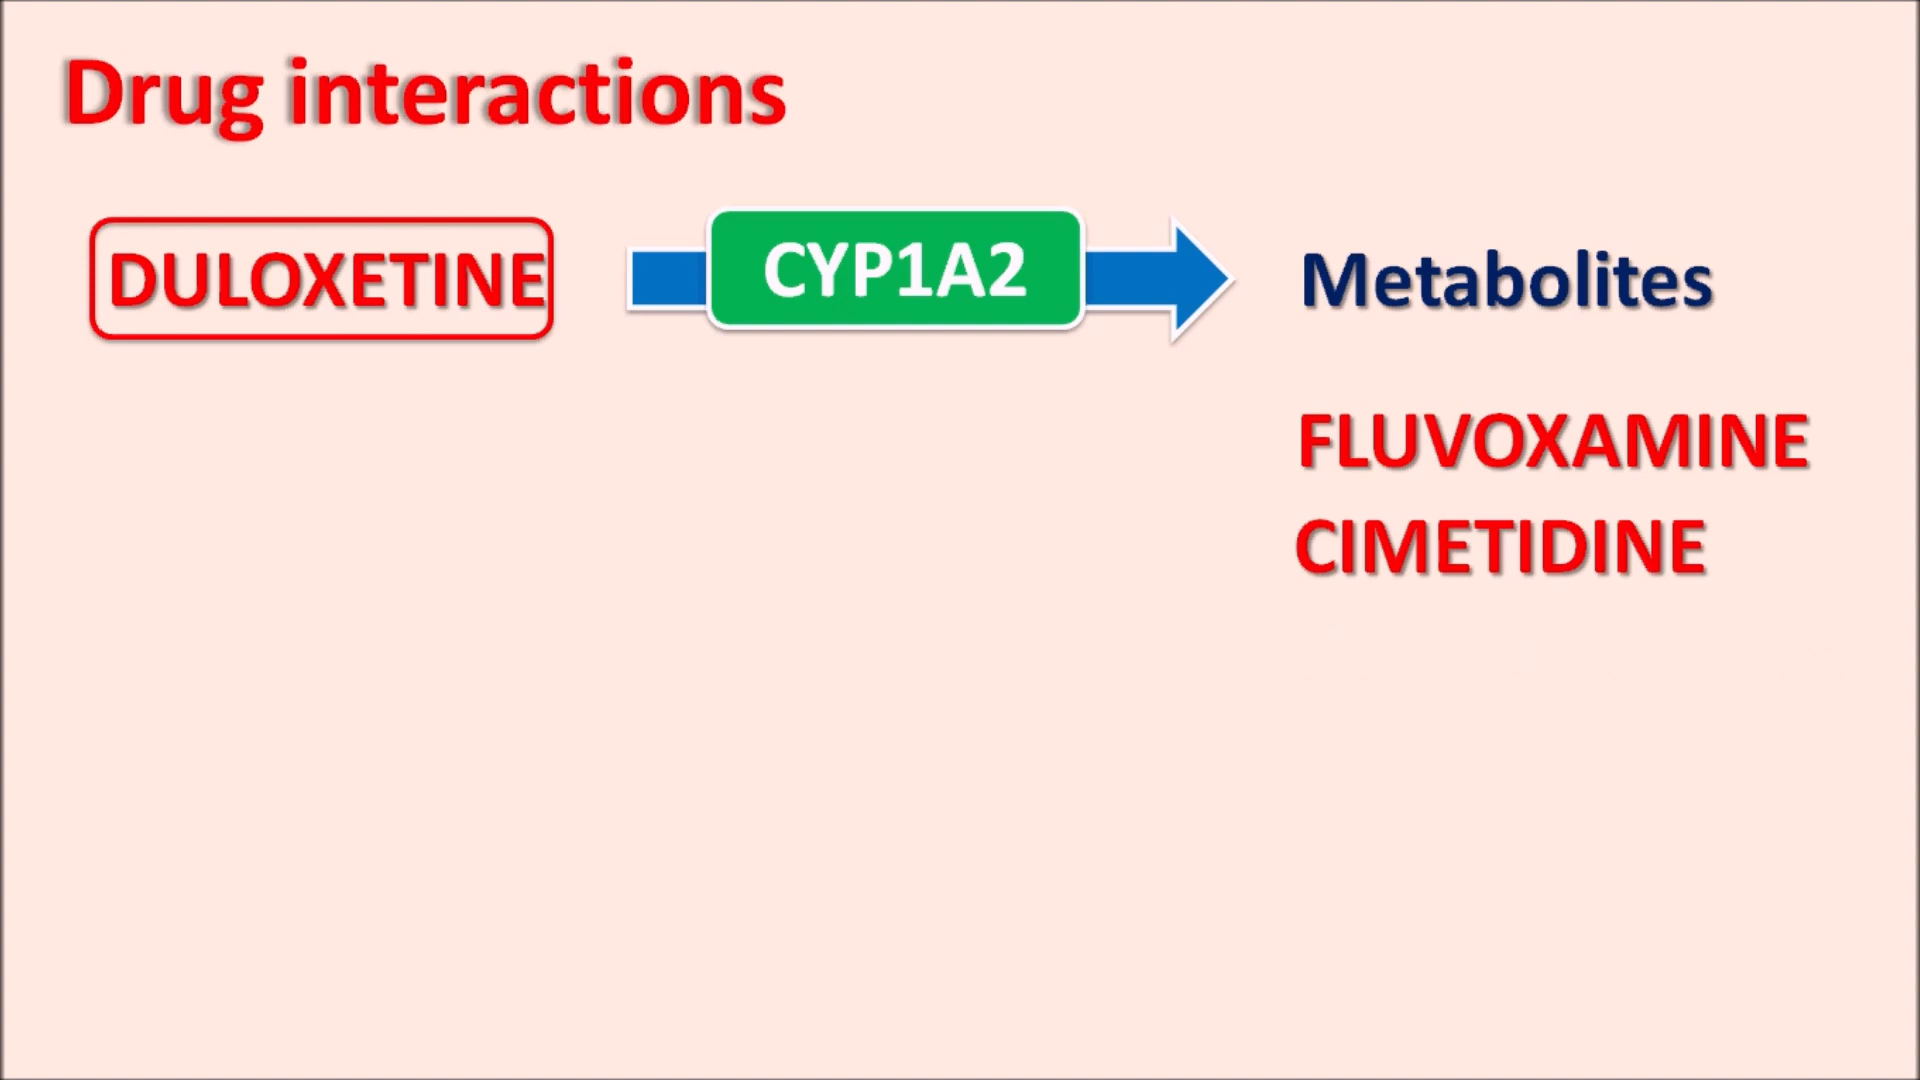 Drug interactions
DULOXETINE CYP1A2 Metabolites
FLUVOXAMINE
CIMETIDINE